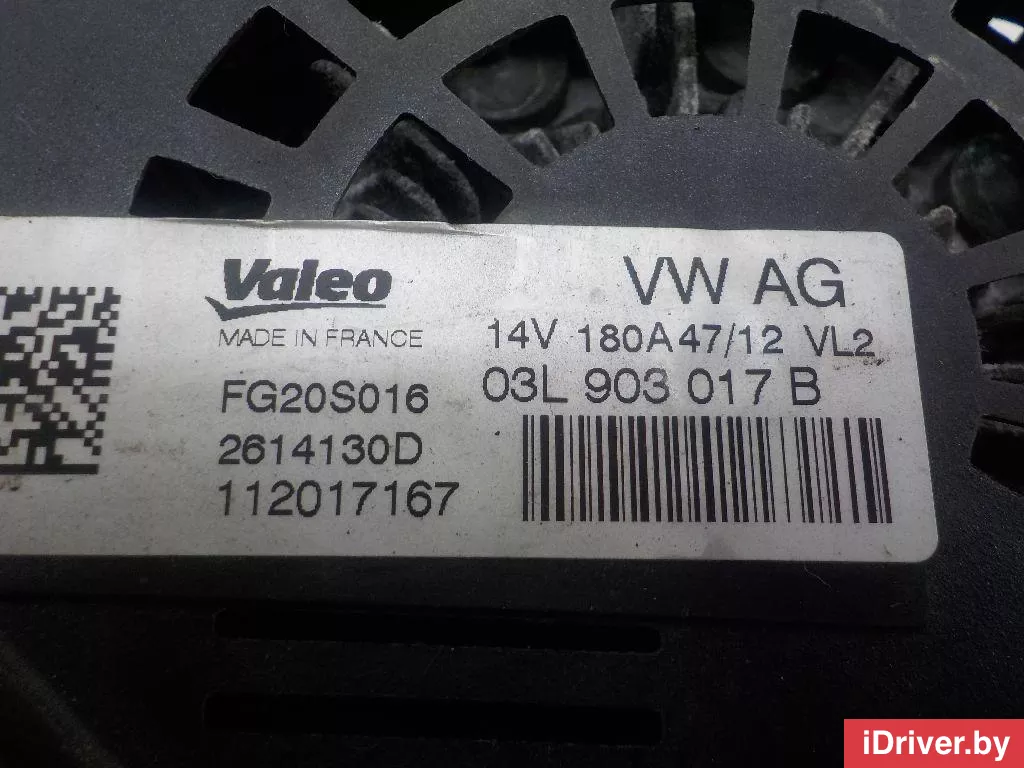 Valeo
MADE IN FRANCE
FG20S016
2614130D
112017167
VW AG
14V 180A 47/12 VL2
03L 903 017 B
iDriver.by